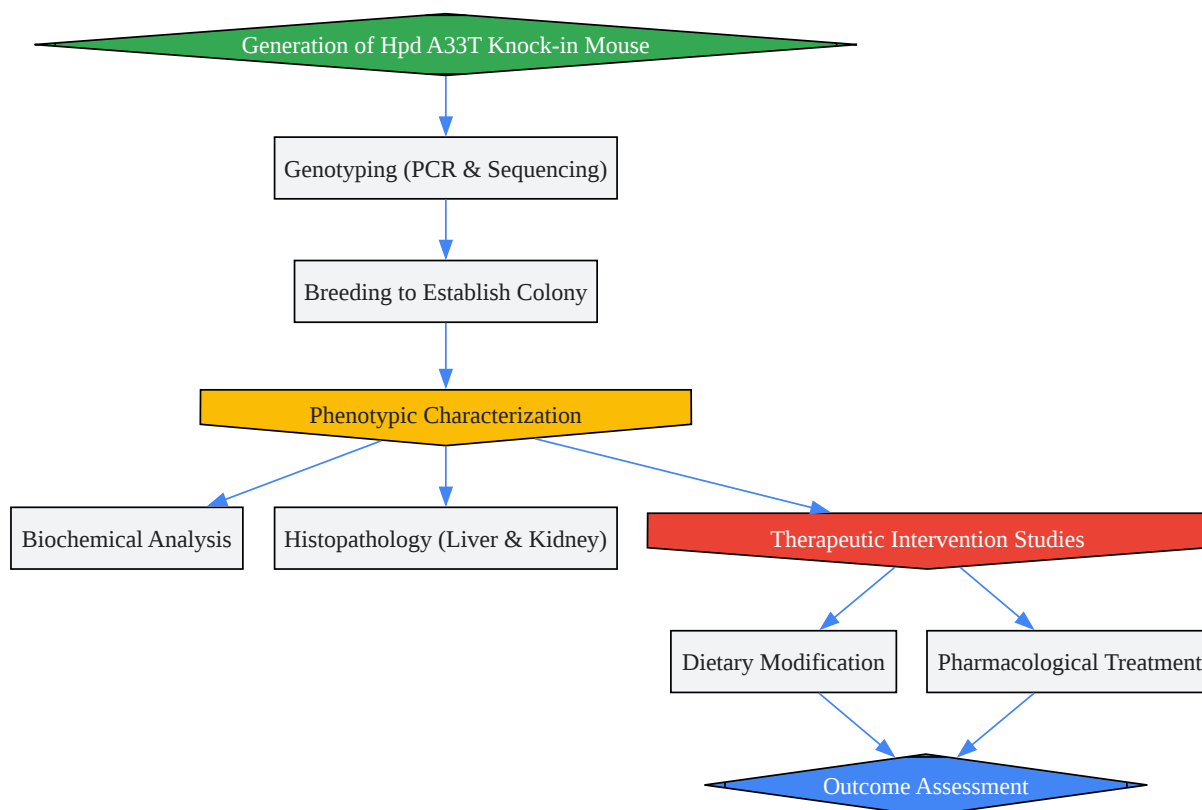 Generation of Hpd A33T Knock-in Mouse
Genotyping (PCR & Sequencing)
Breeding to Establish Colony
Phenotypic Characterization
Biochemical Analysis
Histopathology (Liver & Kidney)
Therapeutic Intervention Studies
Dietary Modification
Pharmacological Treatment
Outcome Assessment